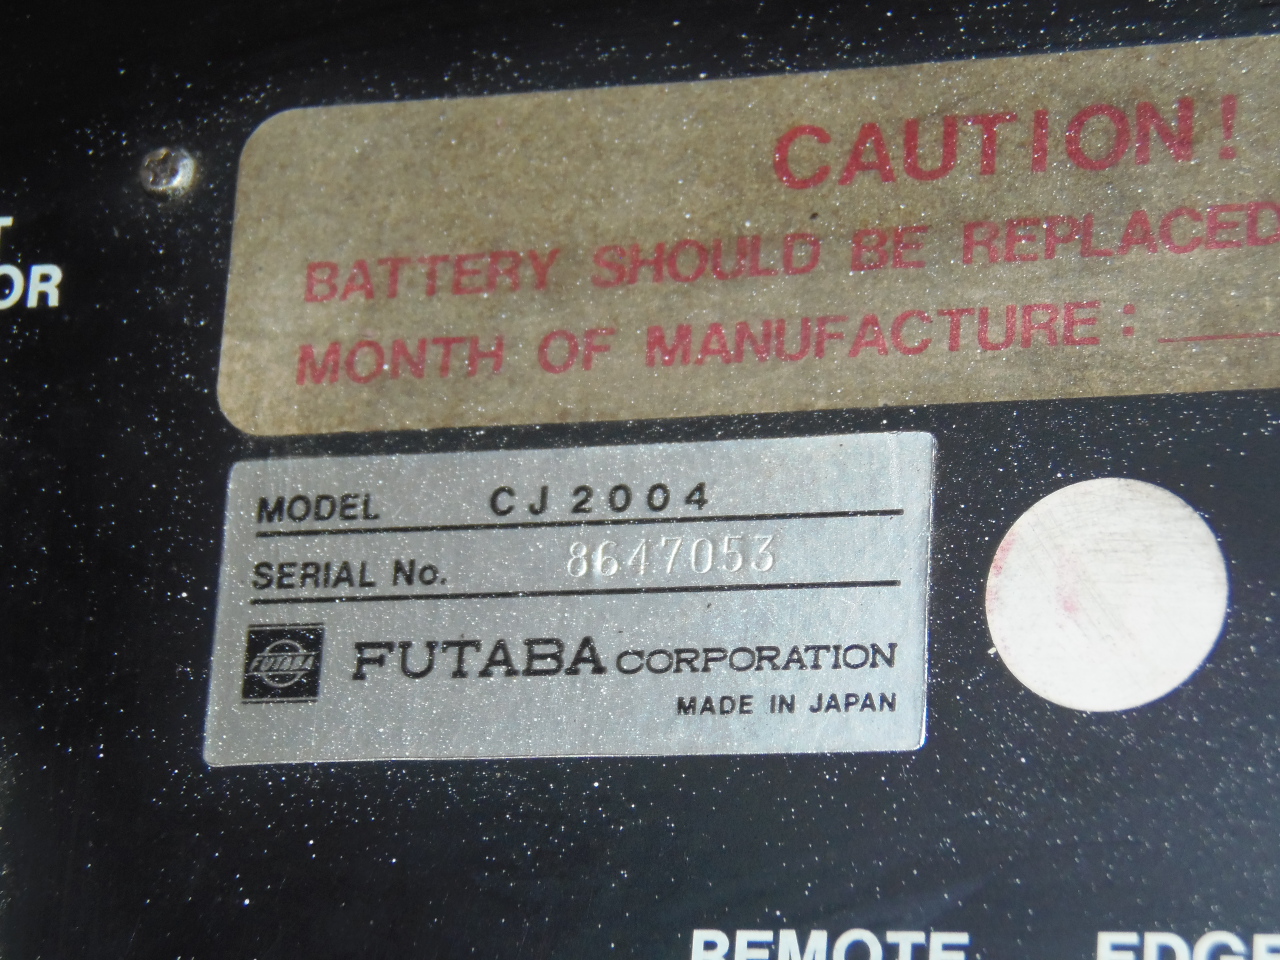 CAUTION!
BATTERY SHOULD BE REPLACED
MONTH OF MANUFACTURE:
T
OR
MODEL CJ2004
SERIAL No. 8647053
FUTABA
FUTABA CORPORATION
MADE IN JAPAN
REMOTE EDGE